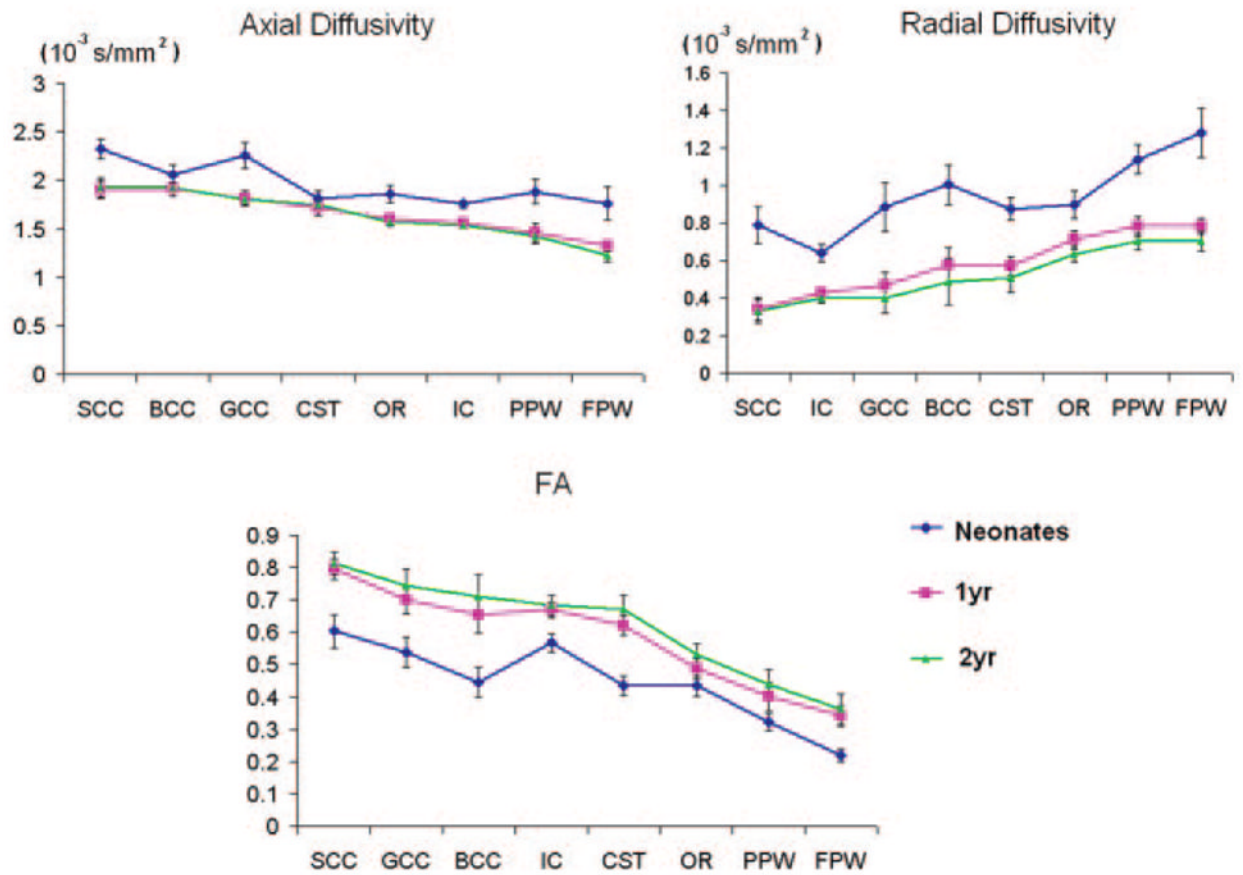 Axial Diffusivity
(10³ s/mm²)
3
2.5
2
1.5
1
0.5
0
SCC BCC GCC CST OR IC PPW FPW
Radial Diffusivity
(10³ s/mm²)
1.6
1.4
1.2
1
0.8
0.6
0.4
0.2
0
SCC IC GCC BCC CST OR PPW FPW
FA
0.9
0.8
0.7
0.6
0.5
0.4
0.3
0.2
0.1
0
SCC GCC BCC IC CST OR PPW FPW
Neonates
1yr
2yr